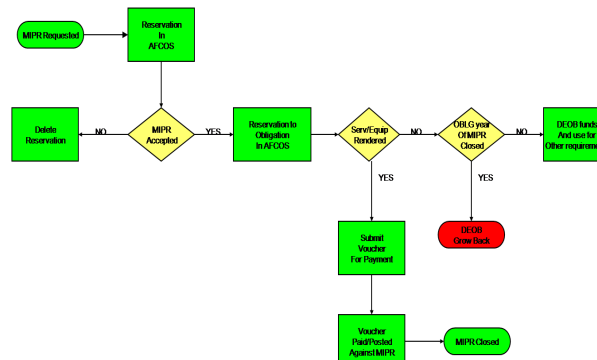 MIPR Requested
Reservation
In
AFCOS
Delete
Reservation
NO
MIPR
Accepted
YES
Reservation to
Obligation
In AFCOS
Serv/Equip
Rendered
NO
OBLG year
Of MIPR
Closed
NO
DEOB funds
And use for
Other requireme
YES
YES
Submit
Voucher
For Payment
DEOB
Grow Back
Voucher
Paid/Posted
Against MIPR
MIPR Closed